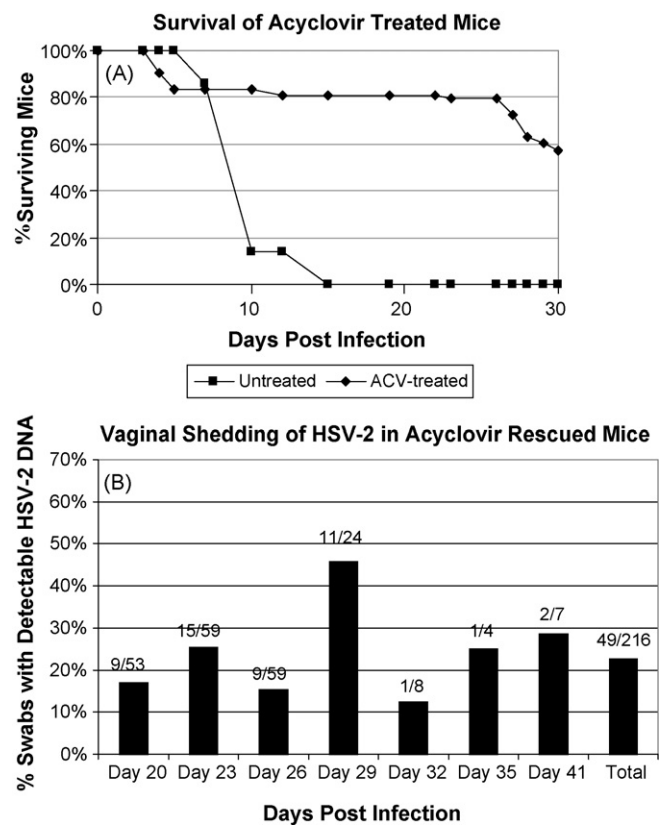 Survival of Acyclovir Treated Mice
(A)
%Surviving Mice
100%
80%
60%
40%
20%
0%
0
10
20
30
Days Post Infection
Untreated ACV-treated
Vaginal Shedding of HSV-2 in Acyclovir Rescued Mice
(B)
% Swabs with Detectable HSV-2 DNA
70%
60%
50%
40%
30%
20%
10%
0%
9/53
15/59
9/59
11/24
1/8
1/4
2/7
49/216
Day 20 Day 23 Day 26 Day 29 Day 32 Day 35 Day 41 Total
Days Post Infection